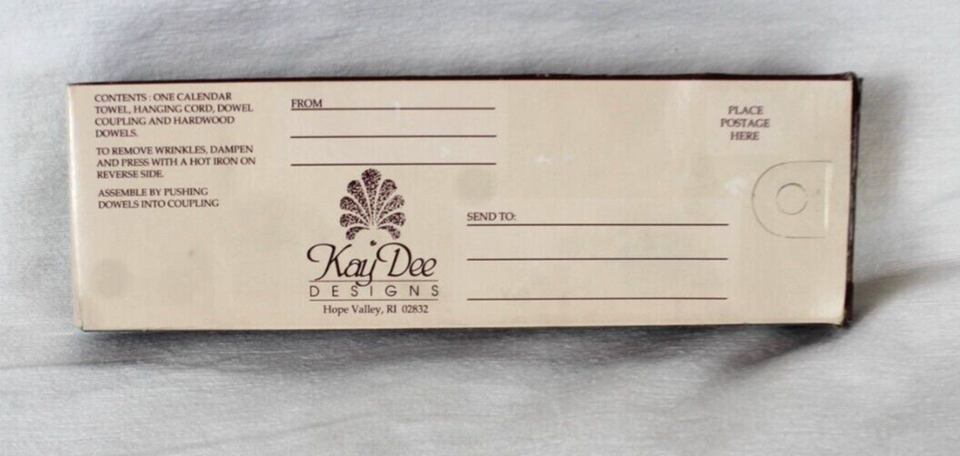 CONTENTS : ONE CALENDAR
TOWEL, HANGING CORD, DOWEL
COUPLING AND HARDWOOD
DOWELS.
TO REMOVE WRINKLES, DAMPEN
AND PRESS WITH A HOT IRON ON
REVERSE SIDE.
ASSEMBLE BY PUSHING
DOWELS INTO COUPLING
FROM
PLACE
POSTAGE
HERE
SEND TO:
Kay Dee
DESIGNS
Hope Valley, RI 02832